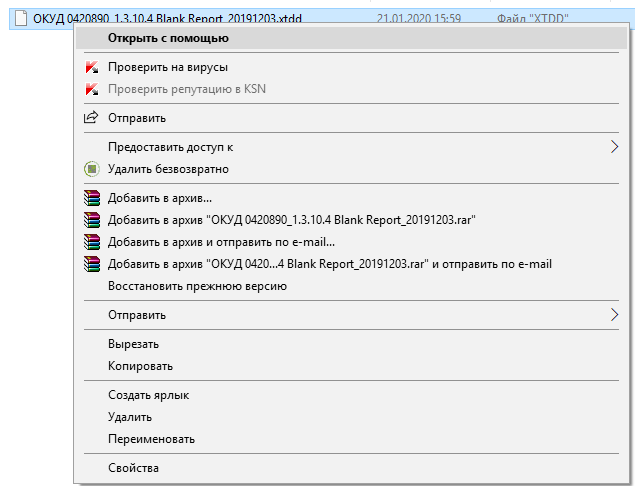 ОКУД 0420890_1.3.10.4 Blank Report_20191203.xtdd 21.01.2020 15:59 Файл "XTDD"
Открыть с помощью
Проверить на вирусы
Проверить репутацию в KSN
Отправить
Предоставить доступ к
Удалить безвозвратно
Добавить в архив...
Добавить в архив "ОКУД 0420890_1.3.10.4 Blank Report_20191203.rar"
Добавить в архив и отправить по e-mail...
Добавить в архив "ОКУД 0420...4 Blank Report_20191203.rar" и отправить по e-mail
Восстановить прежнюю версию
Отправить
Вырезать
Копировать
Создать ярлык
Удалить
Переименовать
Свойства